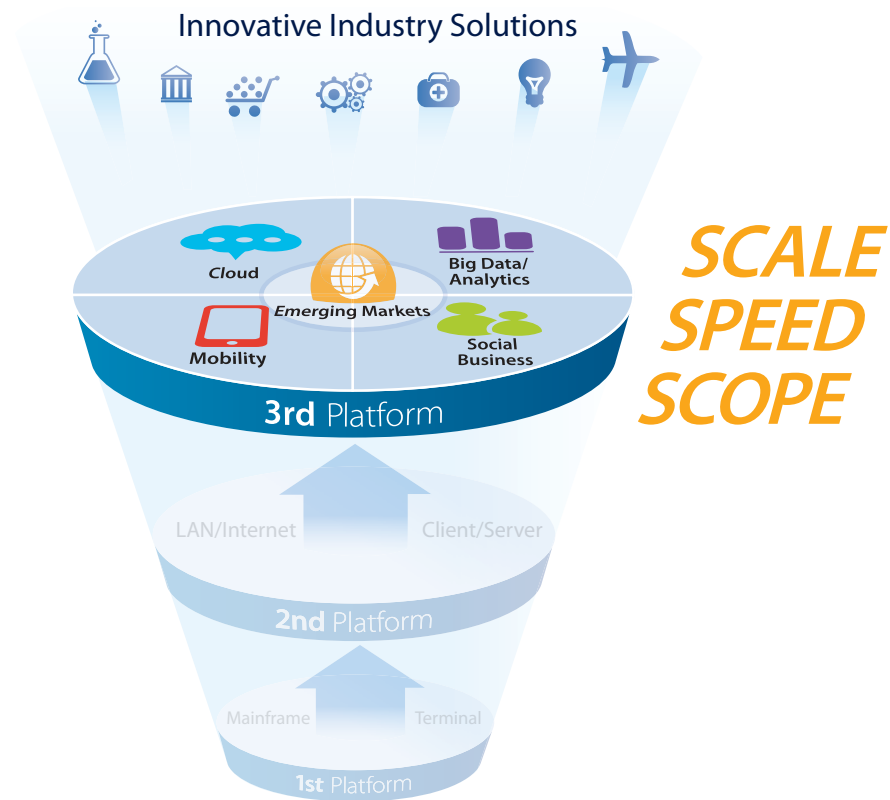 Innovative Industry Solutions
Cloud
Big Data/
Analytics
Emerging Markets
Mobility
Social
Business
SCALE
SPEED
SCOPE
3rd Platform
LAN/Internet
Client/Server
2nd Platform
Mainframe
Terminal
1st Platform